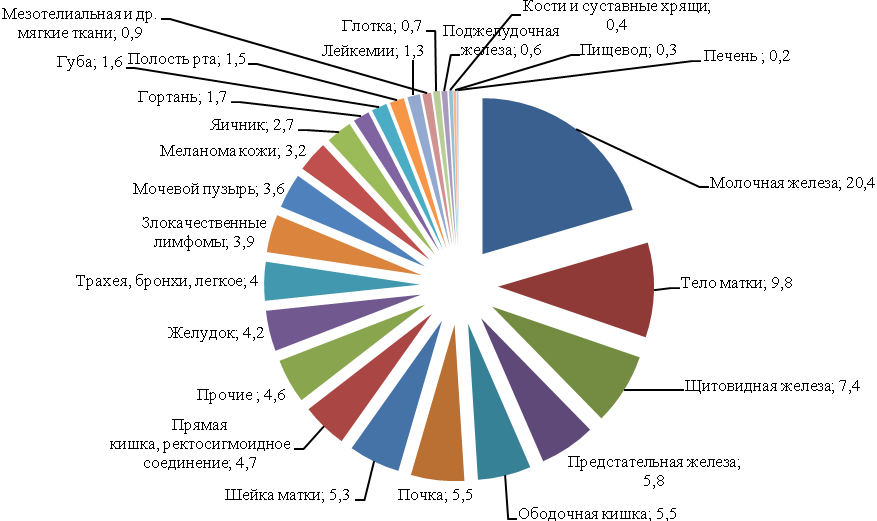 Кости и суставные хрящи;
0,4
Мезотелиальная и др.
мягкие ткани; 0,9
Глотка; 0,7
Поджелудочная
железа; 0,6
Лейкемии; 1,3
Пищевод; 0,3
Печень ; 0,2
Губа; 1,6
Полость рта; 1,5
Гортань; 1,7
Яичник; 2,7
Меланома кожи; 3,2
Молочная железа; 20,4
Мочевой пузырь; 3,6
Злокачественные
лимфомы; 3,9
Трахея, бронхи, легкое; 4
Тело матки; 9,8
Желудок; 4,2
Щитовидная железа; 7,4
Прочие ; 4,6
Прямая
кишка, ректосигмоидное
соединение; 4,7
Предстательная железа;
5,8
Шейка матки; 5,3
Почка; 5,5
Ободочная кишка; 5,5